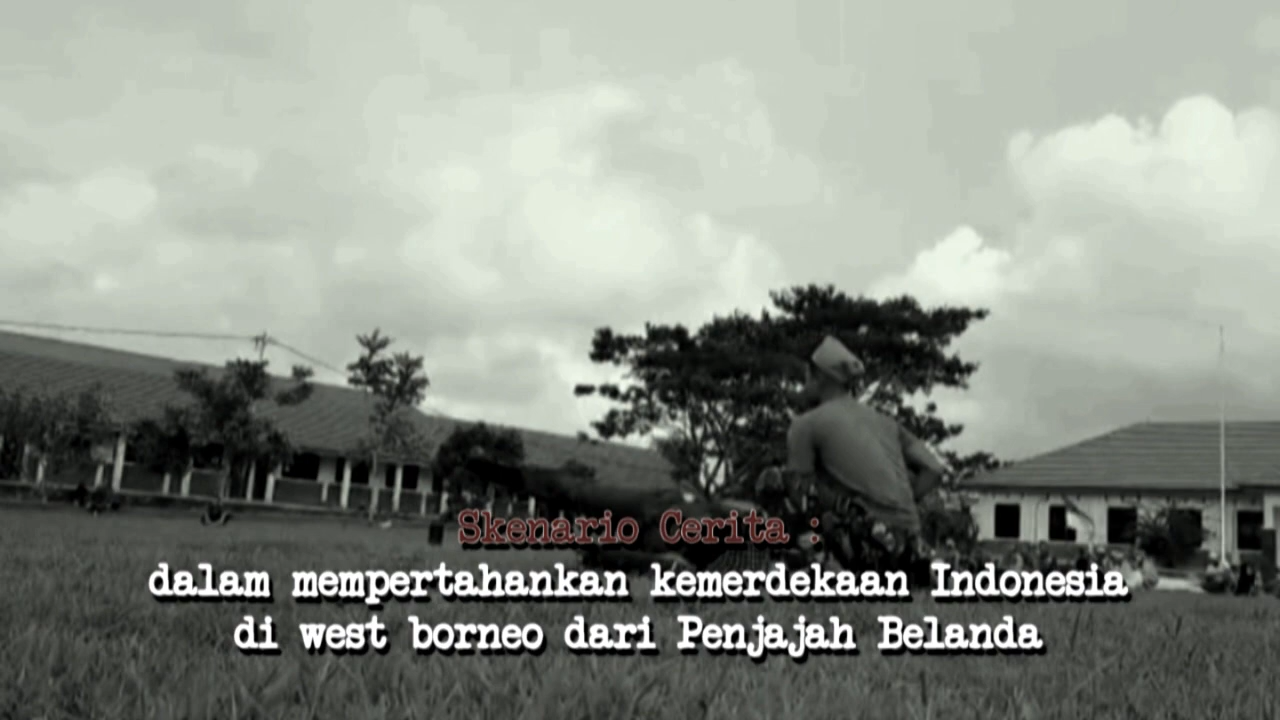 Skenario Cerita :
dalam mempertahankan kemerdekaan Indonesia
di west borneo dari Penjajah Belanda